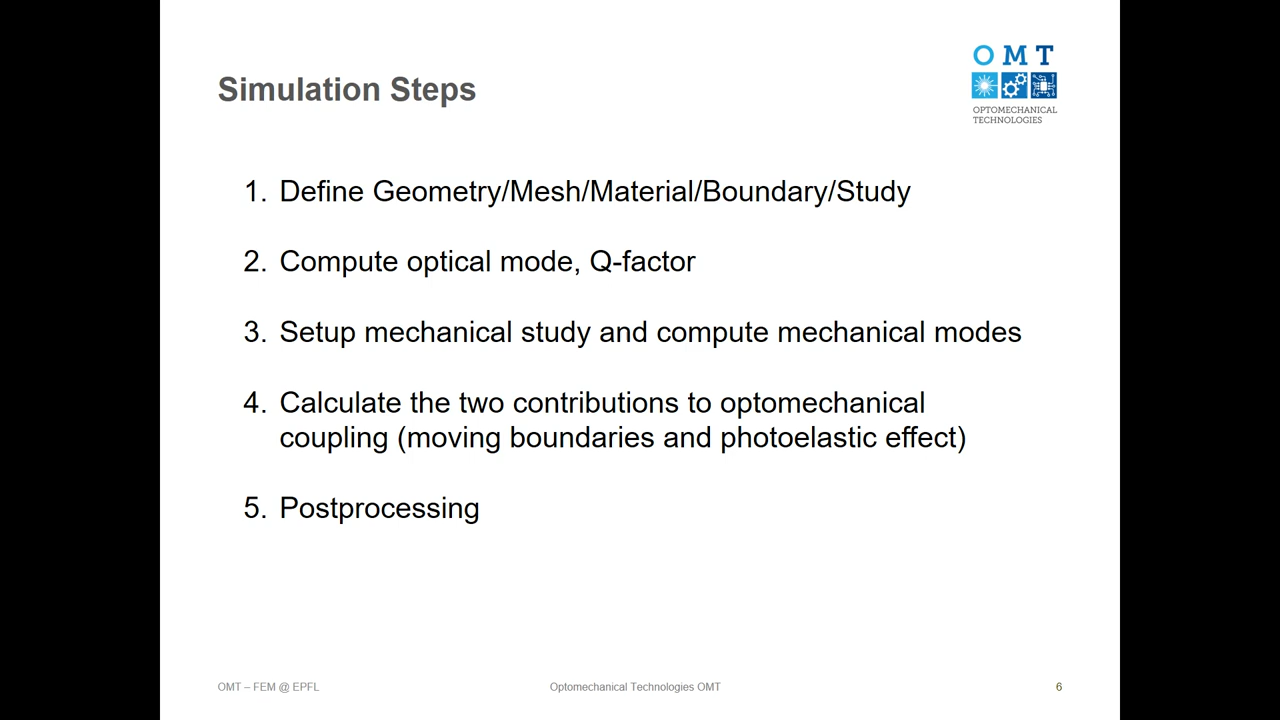 Simulation Steps
O M T
OPTOMECHANICAL
TECHNOLOGIES
1. Define Geometry/Mesh/Material/Boundary/Study
2. Compute optical mode, Q-factor
3. Setup mechanical study and compute mechanical modes
4. Calculate the two contributions to optomechanical
coupling (moving boundaries and photoelastic effect)
5. Postprocessing
OMT – FEM @ EPFL
Optomechanical Technologies OMT
6